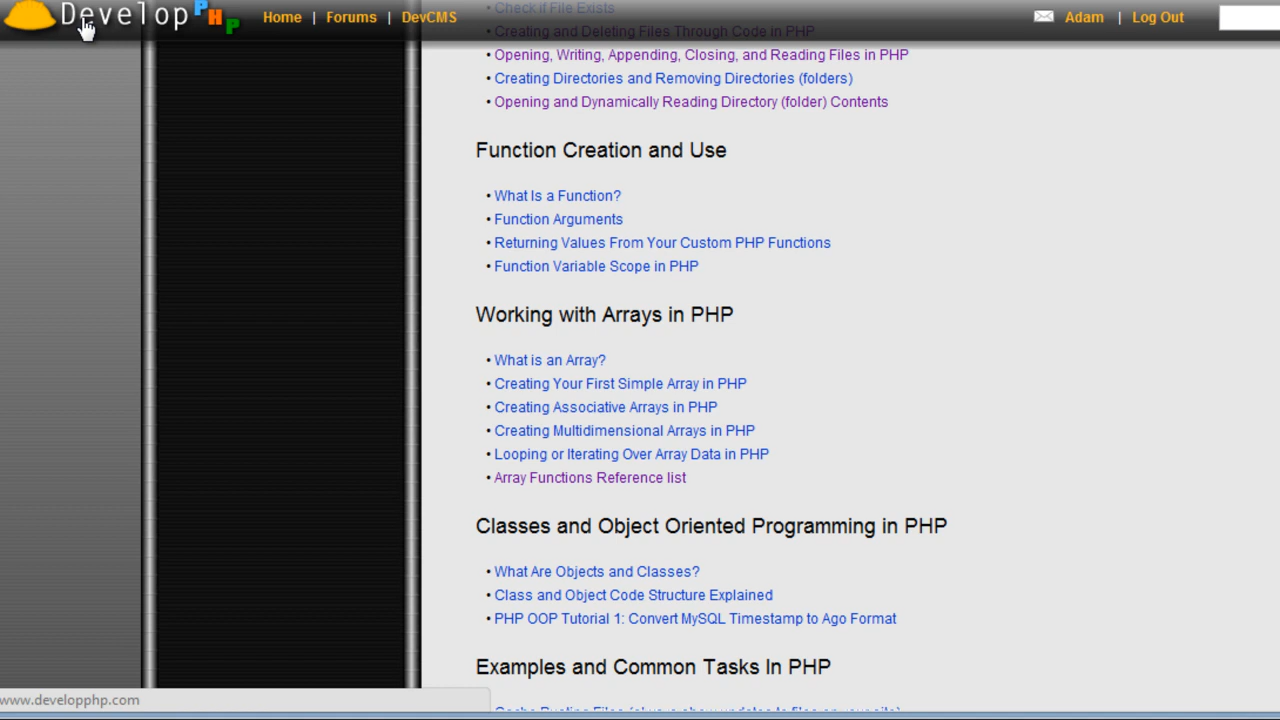 Develop PHP
Home | Forums | DevCMS
Adam | Log Out
• Check if File Exists
• Creating and Deleting Files Through Code in PHP
• Opening, Writing, Appending, Closing, and Reading Files in PHP
• Creating Directories and Removing Directories (folders)
• Opening and Dynamically Reading Directory (folder) Contents
Function Creation and Use
• What Is a Function?
• Function Arguments
• Returning Values From Your Custom PHP Functions
• Function Variable Scope in PHP
Working with Arrays in PHP
• What is an Array?
• Creating Your First Simple Array in PHP
• Creating Associative Arrays in PHP
• Creating Multidimensional Arrays in PHP
• Looping or Iterating Over Array Data in PHP
• Array Functions Reference list
Classes and Object Oriented Programming in PHP
• What Are Objects and Classes?
• Class and Object Code Structure Explained
• PHP OOP Tutorial 1: Convert MySQL Timestamp to Ago Format
Examples and Common Tasks In PHP
www.developphp.com